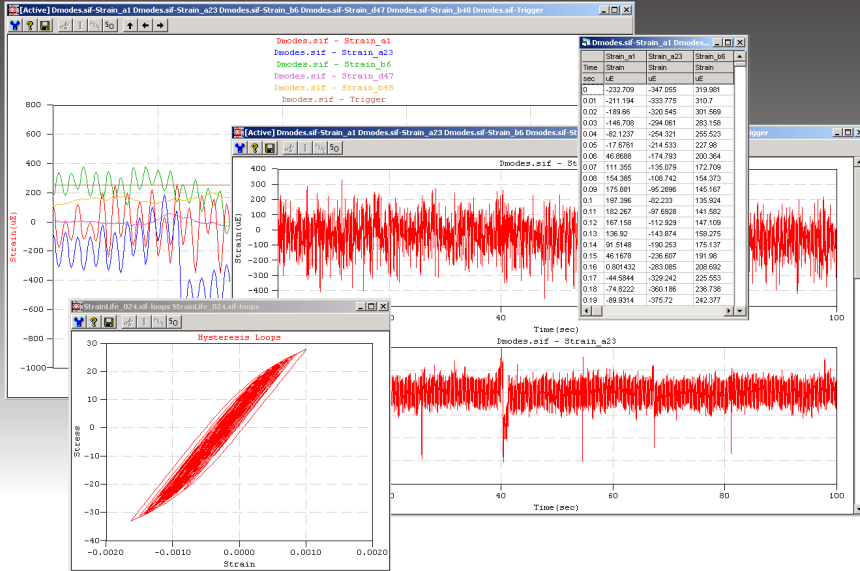 [Active] Dmodes.sif-Strain_a1 Dmodes.sif-Strain_a23 Dmodes.sif-Strain_b6 Dmodes.sif-Strain_d47 Dmodes.sif-Strain_b48 Dmodes.sif-Trigger
Dmodes.sif - Strain_a1
Dmodes.sif - Strain_a23
Dmodes.sif - Strain_b6
Dmodes.sif - Strain_d47
Dmodes.sif - Strain_b48
Dmodes.sif - Trigger
800
600
400
200
0
-200
-400
-600
-800
-1000
Strain(uE)
[Active] Dmodes.sif-Strain_a1 Dmodes.sif-Strain_a23 Dmodes.sif-Strain_b6 Dmodes.sif-Strain_d47 Dmodes.sif-S
igger
Dmodes.sif - St
400
300
200
100
0
-100
-200
-300
-400
Strain(uE)
40
100
Time(sec)
Dmodes.sif - Strain_a23
0
40
60
80
100
Time(sec)
Dmodes.sif-Strain_a1 Dmodes...
Strain_a1 Strain_a23 Strain_b6
Time Strain Strain Strain
sec uE uE uE
0 -232.709 -347.055 319.981
0.01 -211.194 -333.775 310.7
0.02 -189.66 -320.545 301.569
0.03 -146.708 -294.061 283.158
0.04 -82.1237 -254.321 255.523
0.05 -17.6761 -214.533 227.98
0.06 46.8688 -174.793 200.364
0.07 111.355 -135.079 172.709
0.08 154.385 -108.742 154.373
0.09 175.881 -95.2896 145.167
0.1 197.396 -82.233 135.924
0.11 182.267 -97.6928 141.582
0.12 167.158 -112.929 147.109
0.13 136.92 -143.874 158.275
0.14 91.5148 -190.253 175.137
0.15 46.1678 -236.607 191.98
0.16 0.801432 -283.085 208.692
0.17 -44.5844 -329.242 225.553
0.18 -74.8222 -360.186 236.738
0.19 -89.9314 -375.72 242.377
StrainLife_024.sif-loops StrainLife_024.sif-loops
Hysteresis Loops
30
20
10
0
-10
-20
-30
-40
Stress
-0.0020 -0.0010 0.0000 0.0010 0.0020
Strain